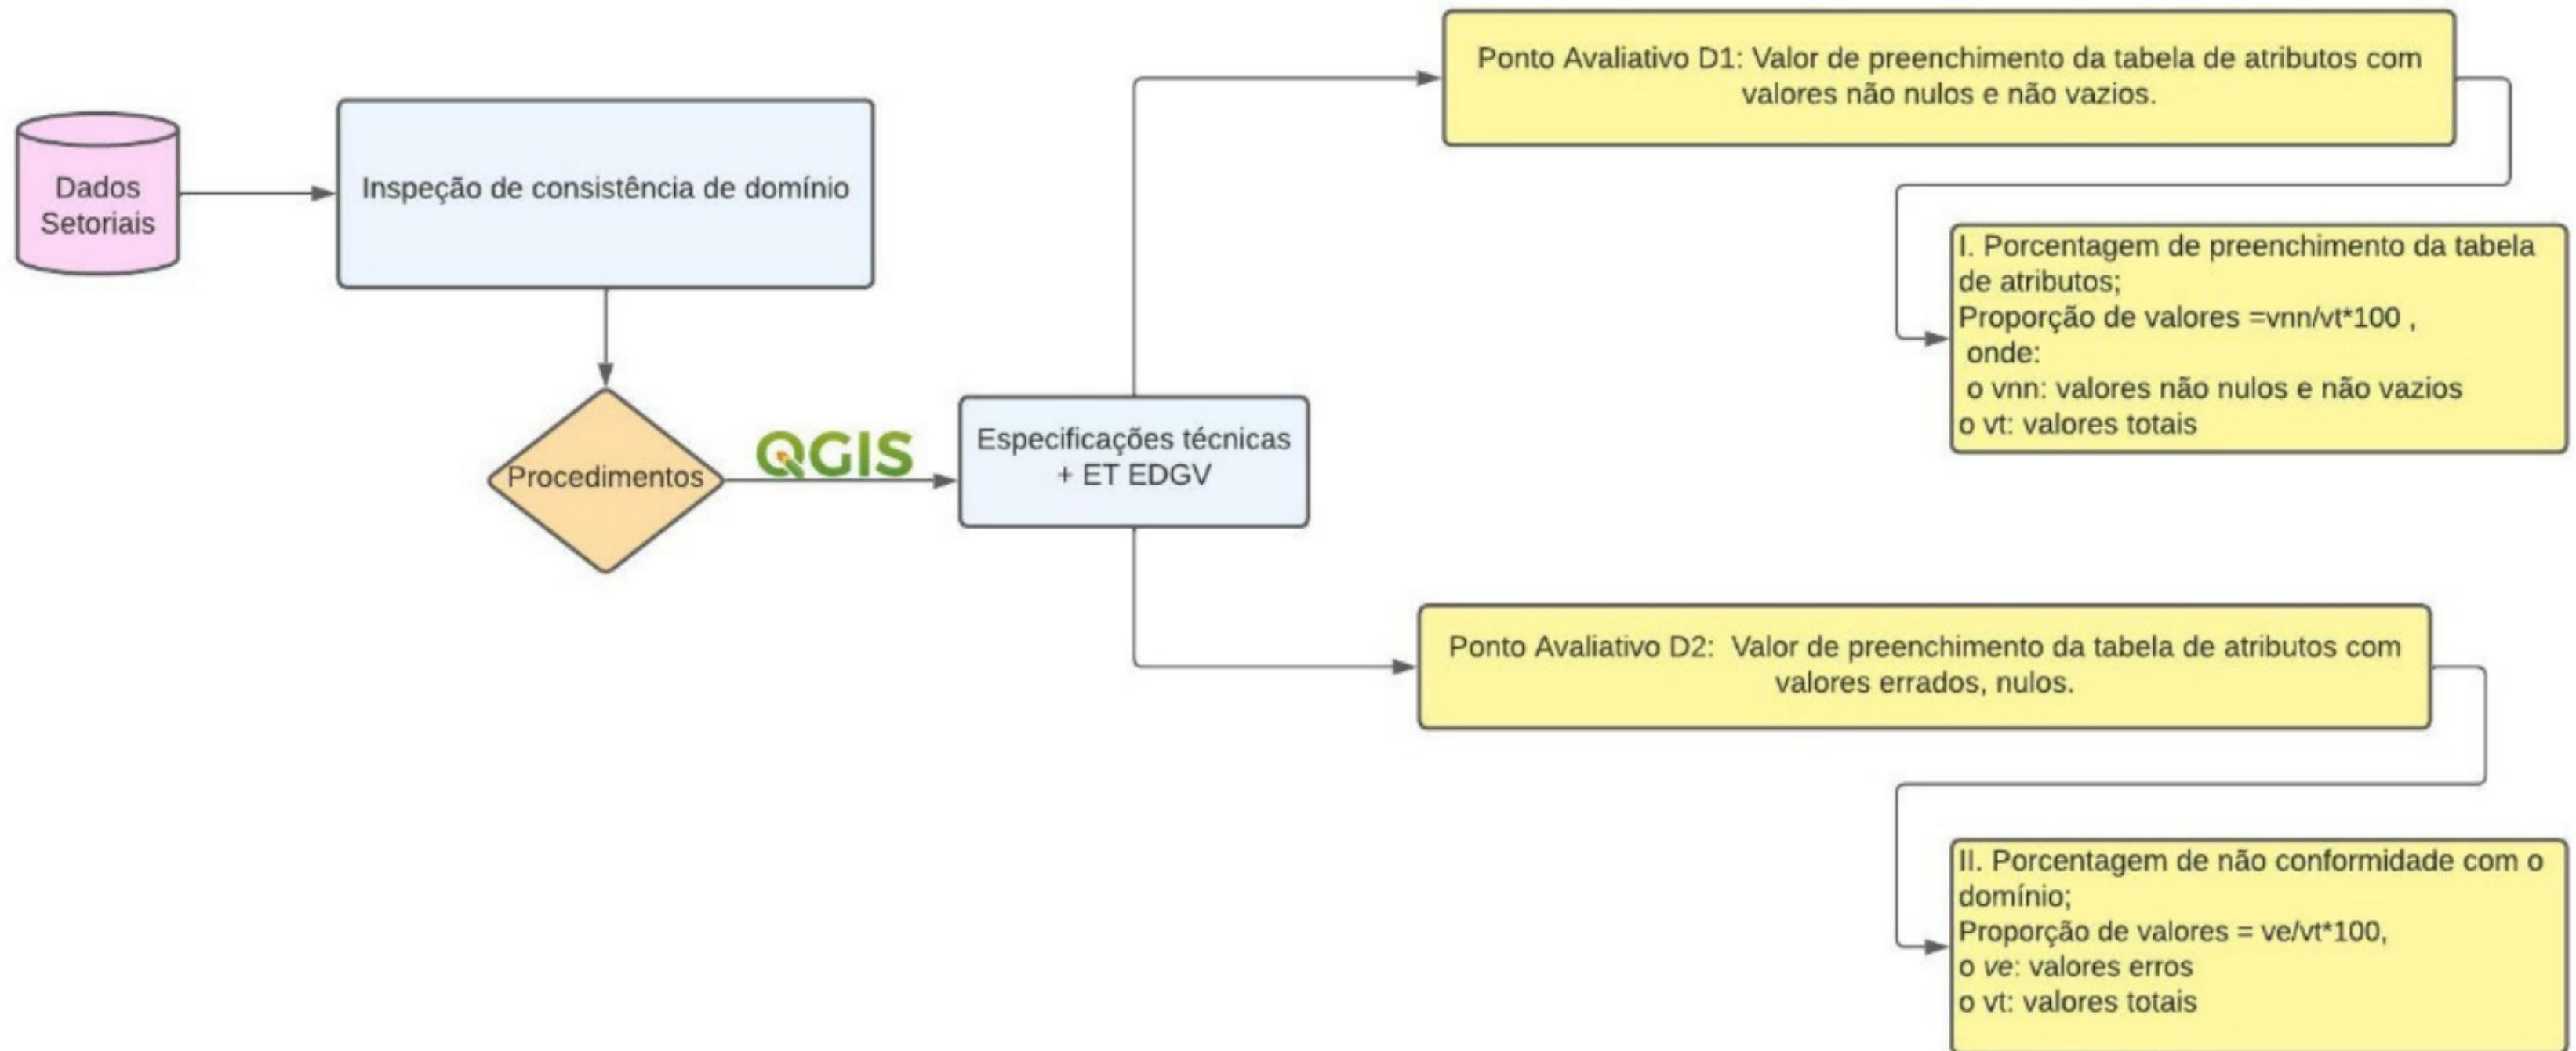 Dados
Setoriais
Inspeção de consistência de domínio
Procedimentos
QGIS
Especificações técnicas
+ ET EDGV
Ponto Avaliativo D1: Valor de preenchimento da tabela de atributos com
valores não nulos e não vazios.
I. Porcentagem de preenchimento da tabela
de atributos;
Proporção de valores =vnn/vt*100 ,
onde:
o vnn: valores não nulos e não vazios
o vt: valores totais
Ponto Avaliativo D2:  Valor de preenchimento da tabela de atributos com
valores errados, nulos.
II. Porcentagem de não conformidade com o
domínio;
Proporção de valores = ve/vt*100,
o ve: valores erros
o vt: valores totais